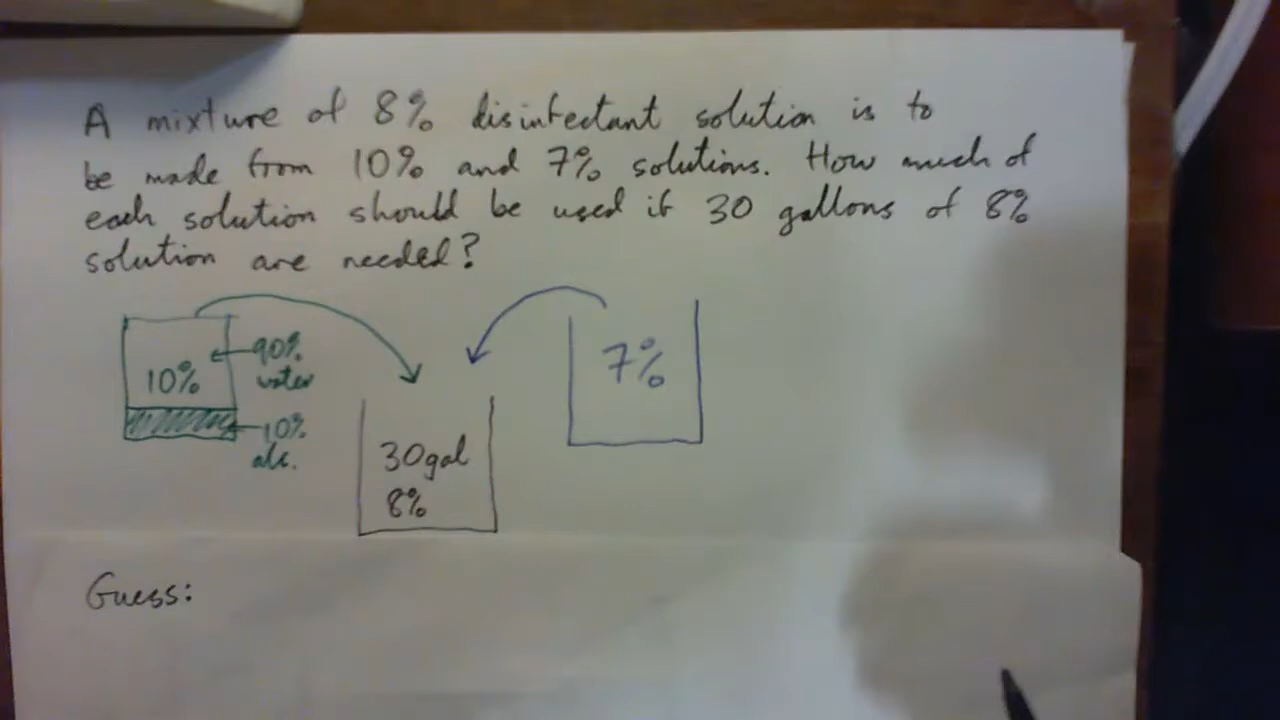 A mixture of 8% disinfectant solution is to
be made from 10% and 7% solutions. How much of
each solution should be used if 30 gallons of 8%
solution are needed?
10%
90%
water
10%
alc.
30gal
8%
7%
Guess: